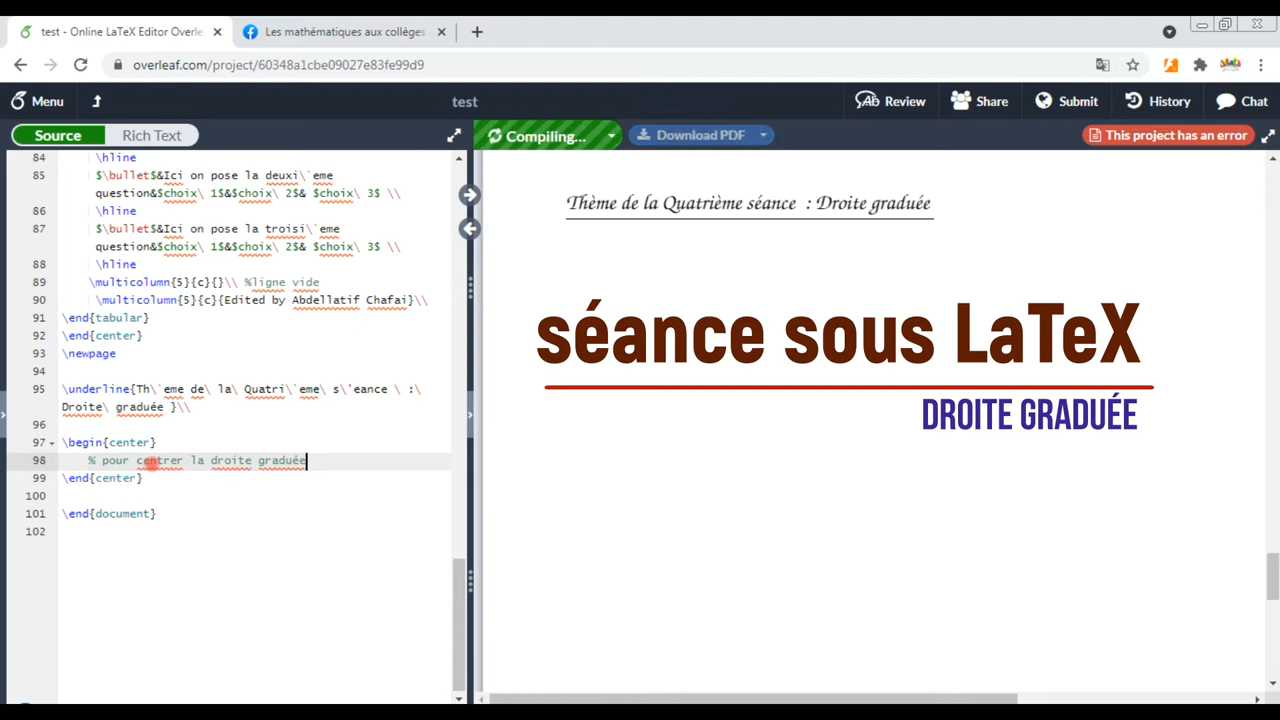 test - Online LaTeX Editor Overle
Les mathématiques aux collèges
overleaf.com/project/60348a1cbe09027e83fe99d9
Menu
test
Review
Share
Submit
History
Chat
Source
Rich Text
Compiling...
Download PDF
This project has an error
84 \hline
85 $\bullet$&Ici on pose la deuxi\`eme
question&$choix\ 1$&$choix\ 2$& $choix\ 3$ \\
86 \hline
87 $\bullet$&Ici on pose la troisi\`eme
question&$choix\ 1$&$choix\ 2$& $choix\ 3$ \\
88 \hline
89 \multicolumn{5}{c}{}\\ %ligne vide
90 \multicolumn{5}{c}{Edited by Abdellatif Chafai}\\
91 \end{tabular}
92 \end{center}
93 \newpage
94
95 \underline{Th\`eme de\ la\ Quatri\`eme\ s\'eance \ :\
Droite\ graduée }\\
96
97 \begin{center}
98 % pour centrer la droite graduée
99 \end{center}
100
101 \end{document}
102
Thème de la Quatrième séance : Droite graduée
séance sous LaTeX
DROITE GRADUÉE